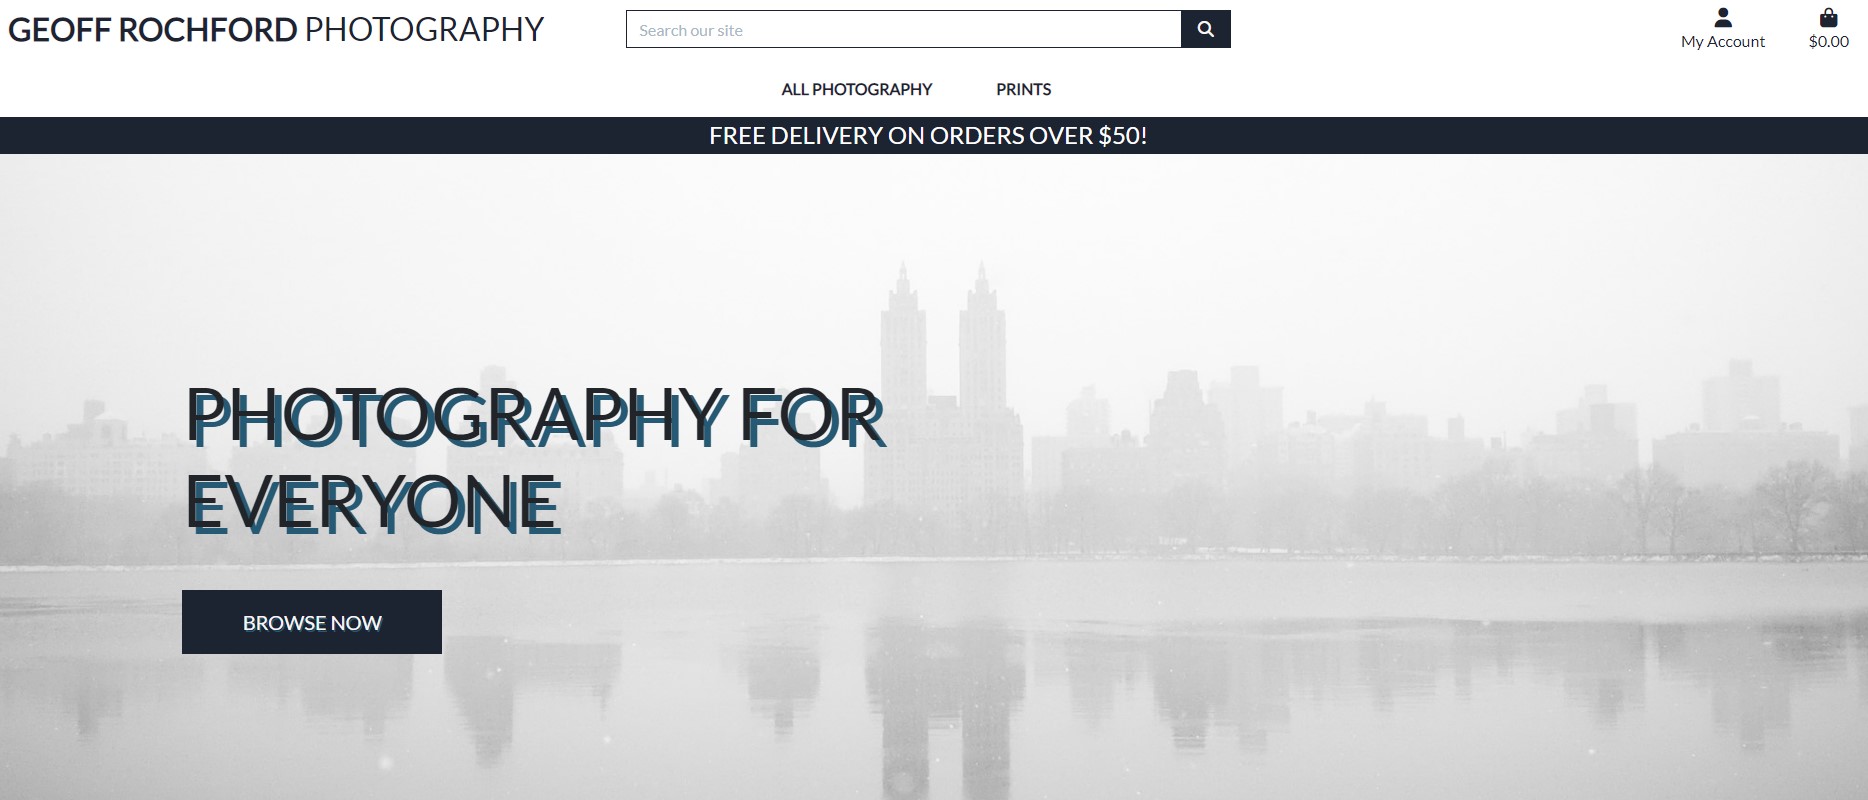 GEOFF ROCHFORD PHOTOGRAPHY
Search our site
My Account
$0.00
ALL PHOTOGRAPHY PRINTS
FREE DELIVERY ON ORDERS OVER $50!
PHOTOGRAPHY FOR
EVERYONE
BROWSE NOW